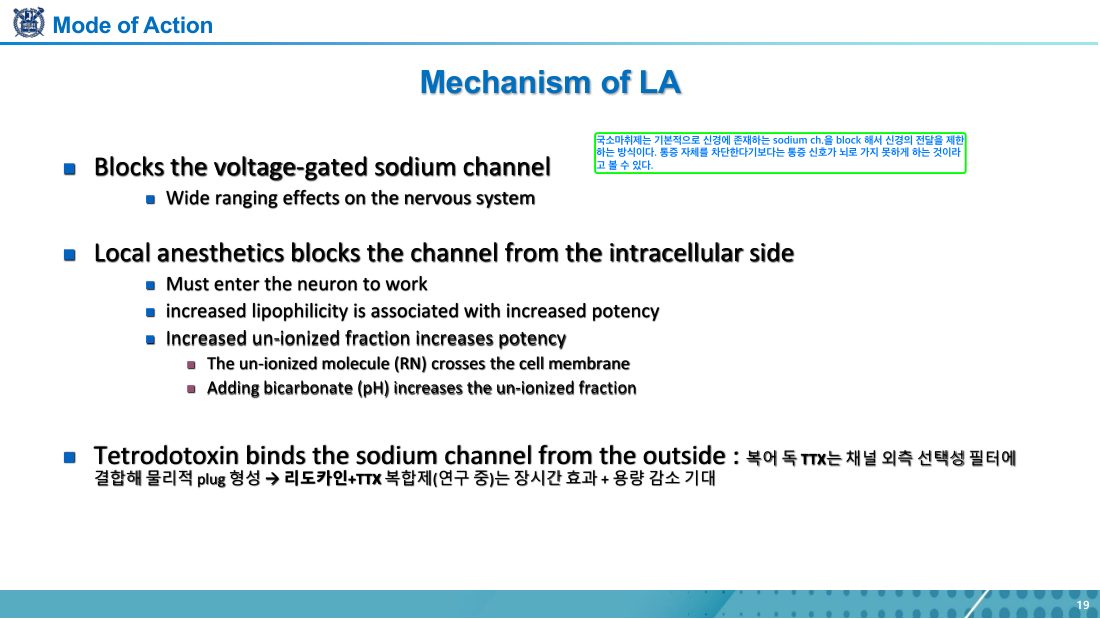 Mode of Action
Mechanism of LA
국소마취제는 기본적으로 신경에 존재하는 sodium ch.을 block 해서 신경의 전달을 제한
하는 방식이다. 통증 자체를 차단한다기보다는 통증 신호가 뇌로 가지 못하게 하는 것이라
고 볼 수 있다.
Blocks the voltage-gated sodium channel
Wide ranging effects on the nervous system
Local anesthetics blocks the channel from the intracellular side
Must enter the neuron to work
increased lipophilicity is associated with increased potency
Increased un-ionized fraction increases potency
The un-ionized molecule (RN) crosses the cell membrane
Adding bicarbonate (pH) increases the un-ionized fraction
Tetrodotoxin binds the sodium channel from the outside : 복어 독 TTX는 채널 외측 선택성 필터에
결합해 물리적 plug 형성 → 리도카인+TTX 복합제(연구 중)는 장시간 효과 + 용량 감소 기대
19